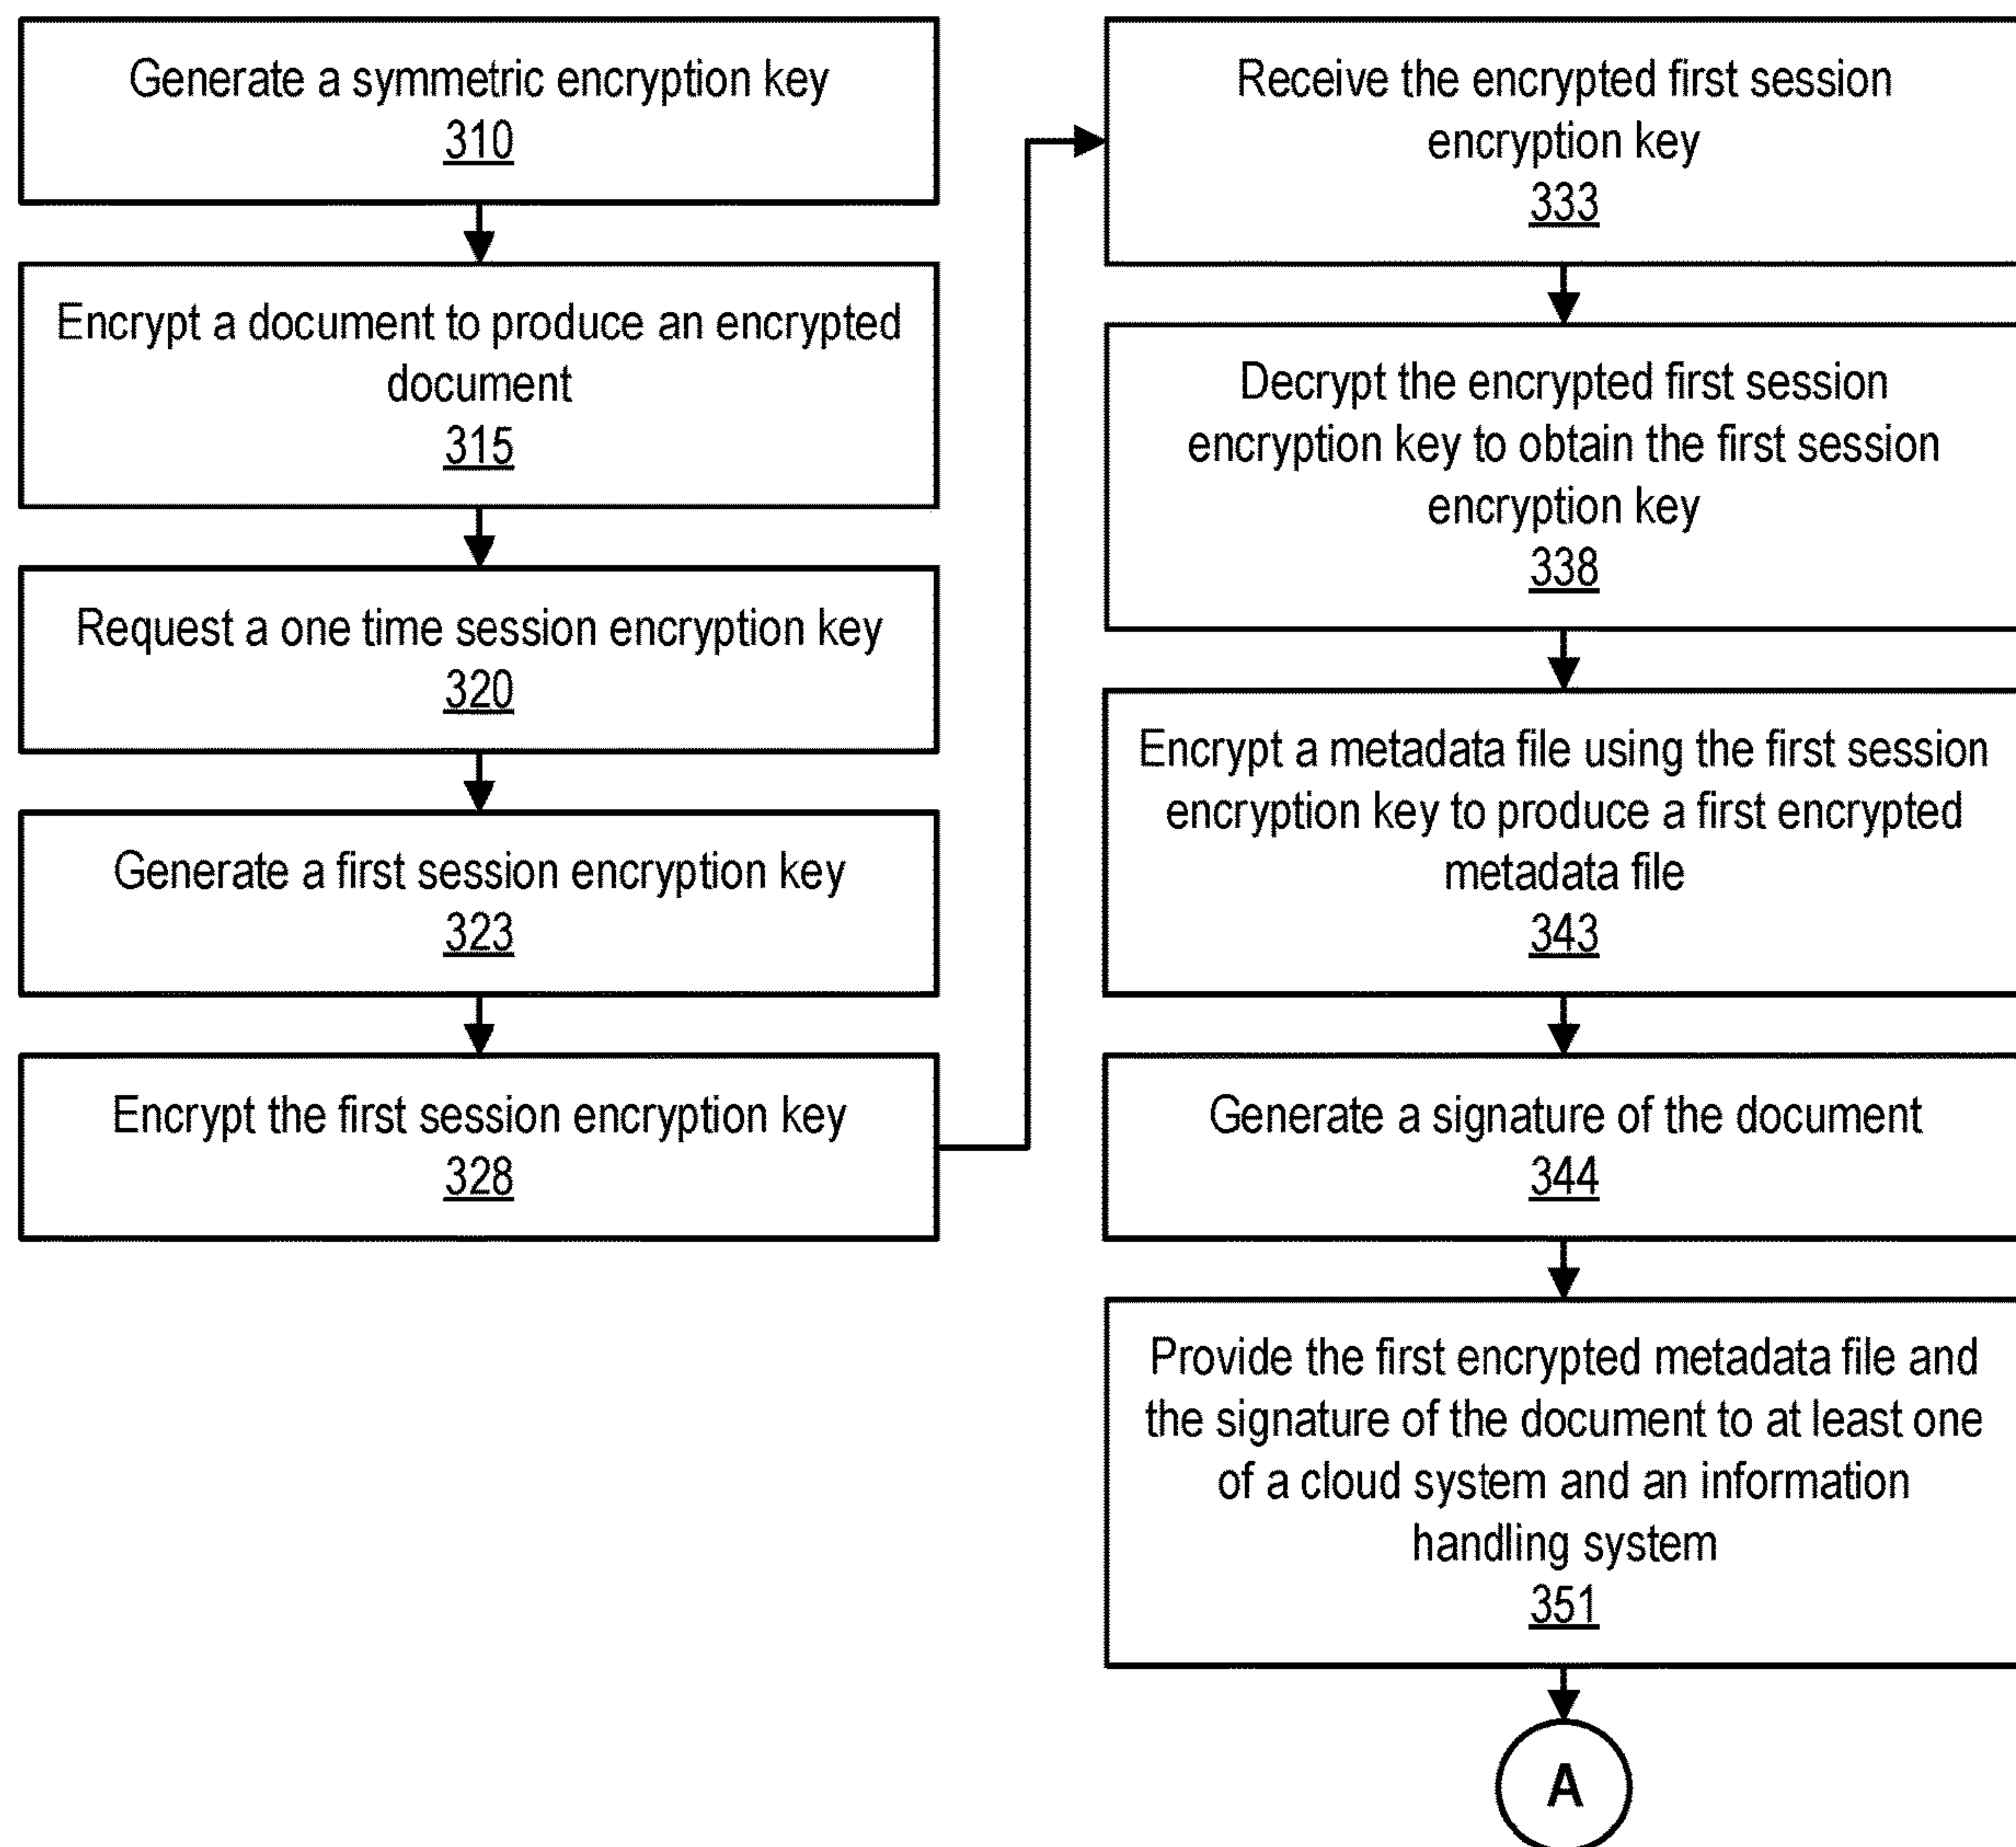 Generate a symmetric encryption key
310
Encrypt a document to produce an encrypted
document
315
Request a one time session encryption key
320
Generate a first session encryption key
323
Encrypt the first session encryption key
328
Receive the encrypted first session
encryption key
333
Decrypt the encrypted first session
encryption key to obtain the first session
encryption key
338
Encrypt a metadata file using the first session
encryption key to produce a first encrypted
metadata file
343
Generate a signature of the document
344
Provide the first encrypted metadata file and
the signature of the document to at least one
of a cloud system and an information
handling system
351
A